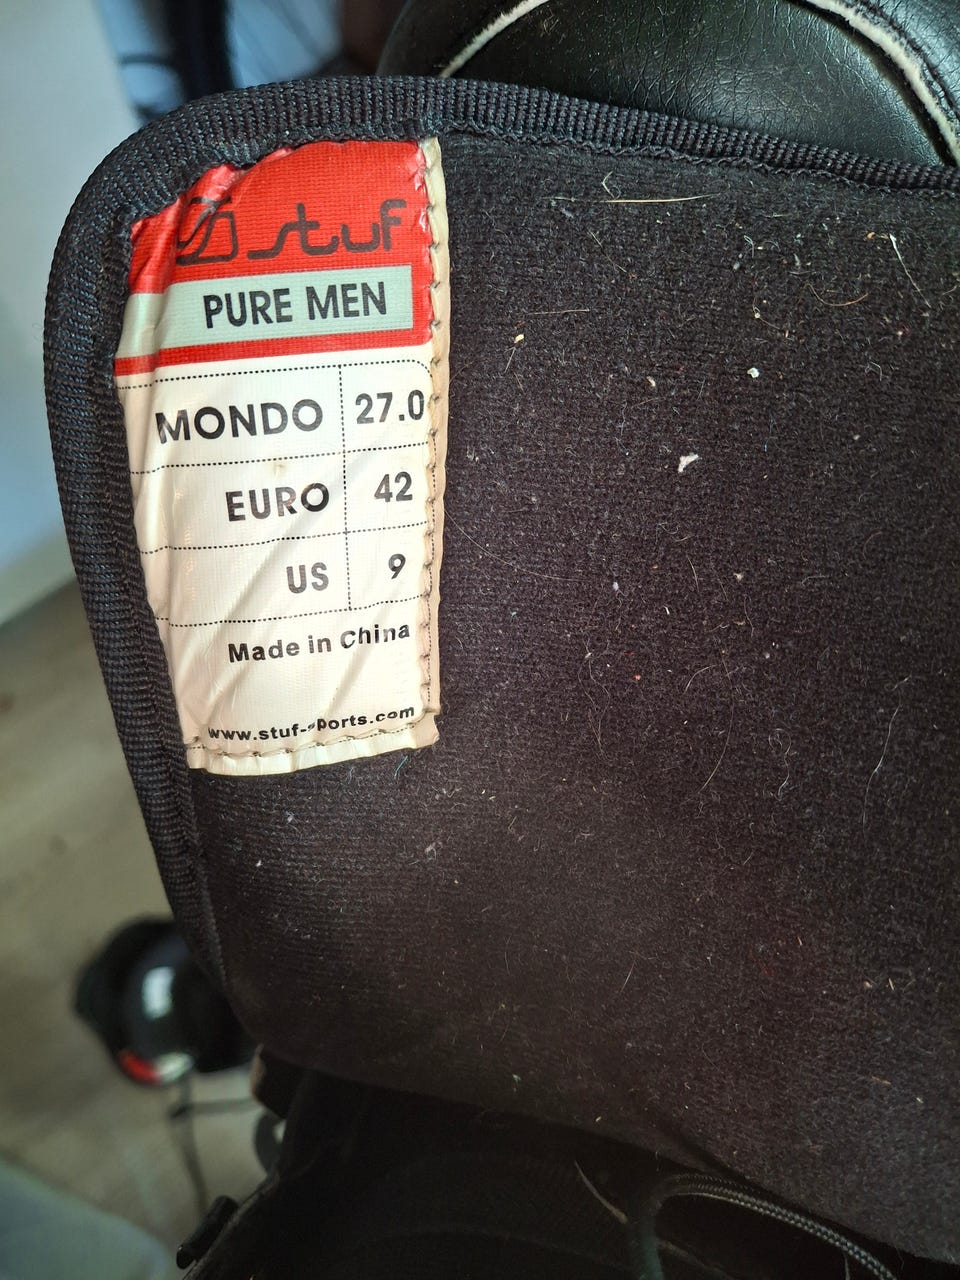 stuf
PURE MEN
MONDO 27.0
EURO 42
US 9
Made in China
www.stuf-sports.com